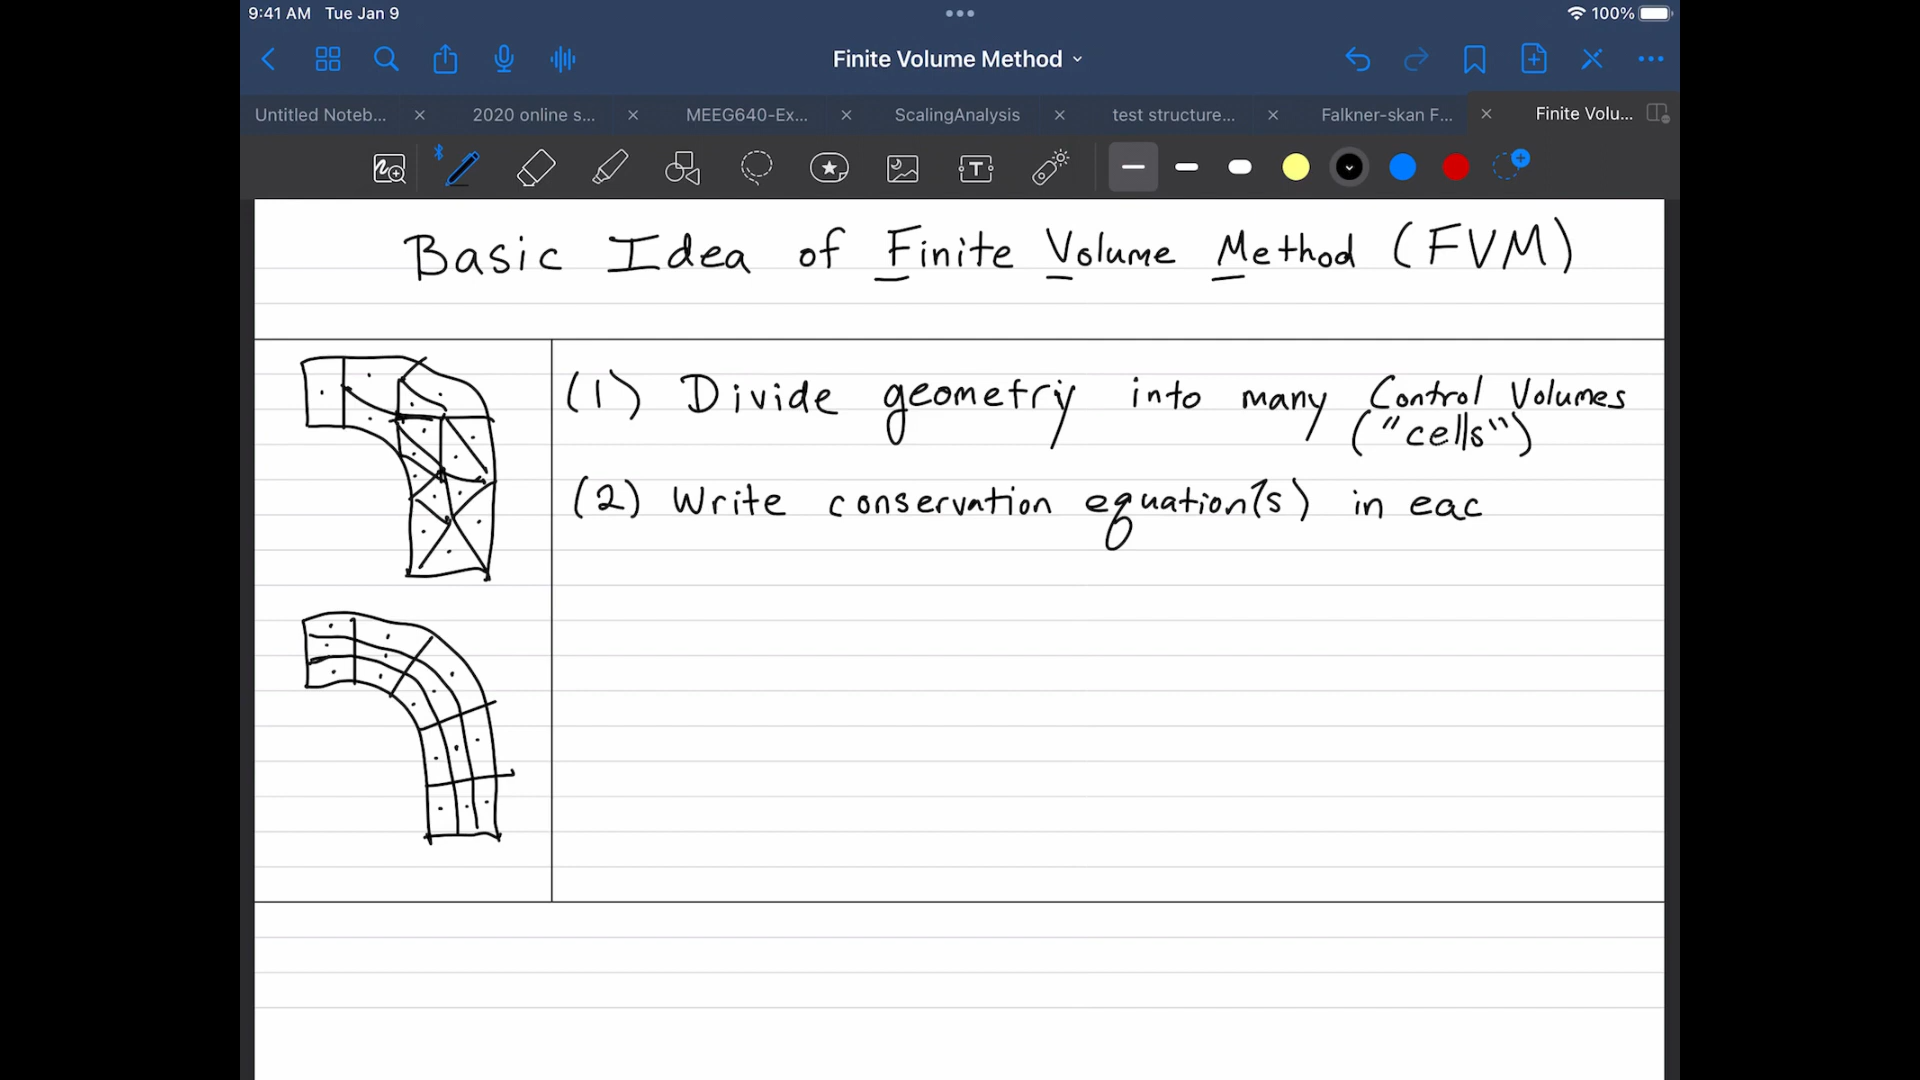 9:41 AM Tue Jan 9
100%
Finite Volume Method
Untitled Noteb...
2020 online s...
MEEG640-Ex...
ScalingAnalysis
test structure...
Falkner-skan F...
Finite Volu...
T
Basic Idea of Finite Volume Method (FVM)
(1) Divide geometry into many Control Volumes
("cells")
(2) Write conservation equation(s) in eac